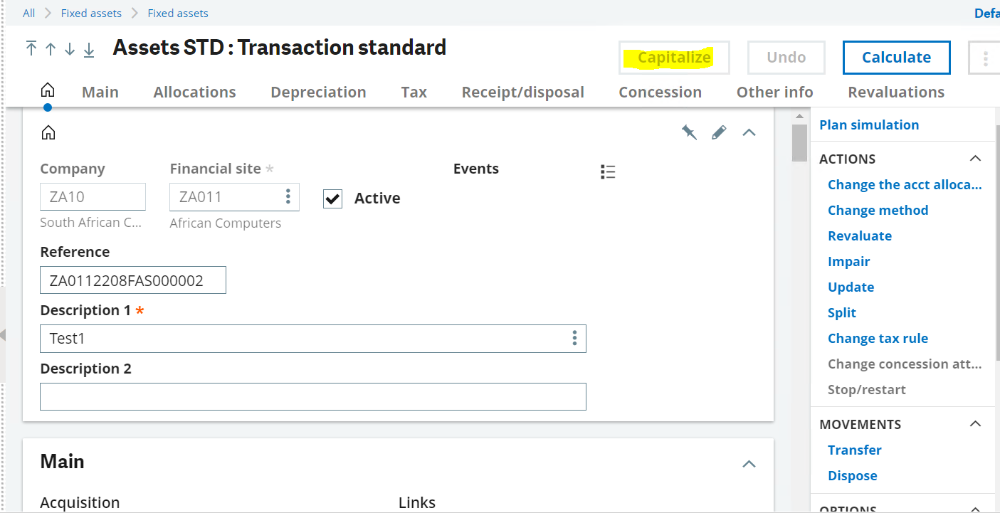 All > Fixed assets > Fixed assets
Defa
Assets STD : Transaction standard
Capitalize
Undo
Calculate
Main Allocations Depreciation Tax Receipt/disposal Concession Other info Revaluations
Company
Financial site *
Events
ZA10
ZA011
Active
South African C...
African Computers
Reference
ZA0112208FAS000002
Description 1 *
Test1
Description 2
Main
Acquisition
Links
Plan simulation
ACTIONS
Change the acct alloca...
Change method
Revaluate
Impair
Update
Split
Change tax rule
Change concession att...
Stop/restart
MOVEMENTS
Transfer
Dispose
OPTIONS